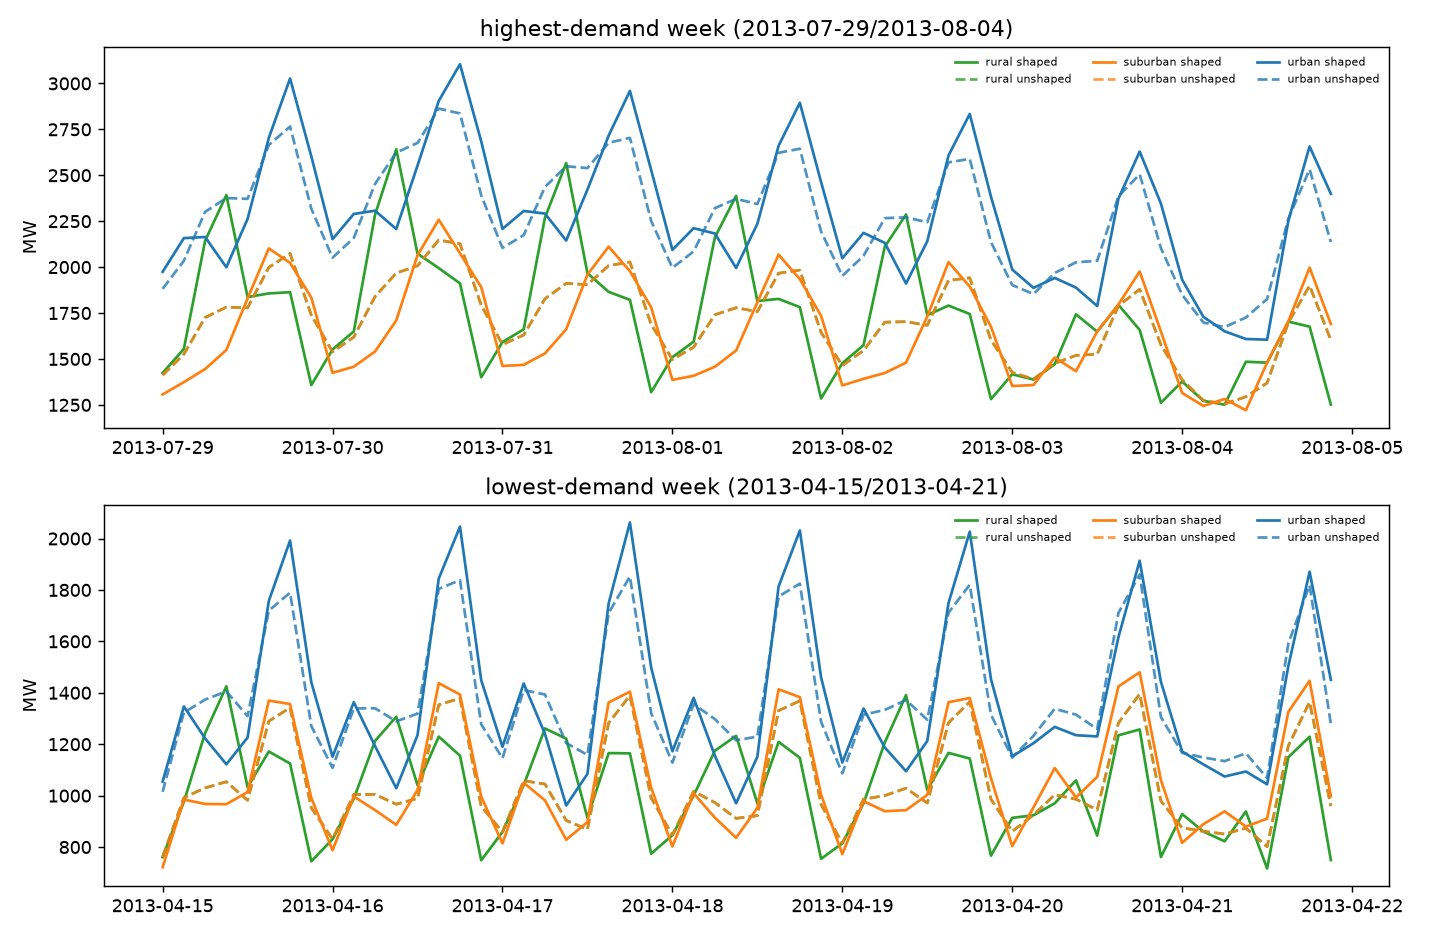 highest-demand week (2013-07-29/2013-08-04)
rural shaped
suburban shaped
urban shaped
rural unshaped
suburban unshaped
urban unshaped
3000
2750
2500
2250
2000
1750
1500
1250
MW
2013-07-29
2013-07-30
2013-07-31
2013-08-01
2013-08-02
2013-08-03
2013-08-04
2013-08-05
lowest-demand week (2013-04-15/2013-04-21)
rural shaped
suburban shaped
urban shaped
rural unshaped
suburban unshaped
urban unshaped
2000
1800
1600
1400
1200
1000
800
MW
2013-04-15
2013-04-16
2013-04-17
2013-04-18
2013-04-19
2013-04-20
2013-04-21
2013-04-22